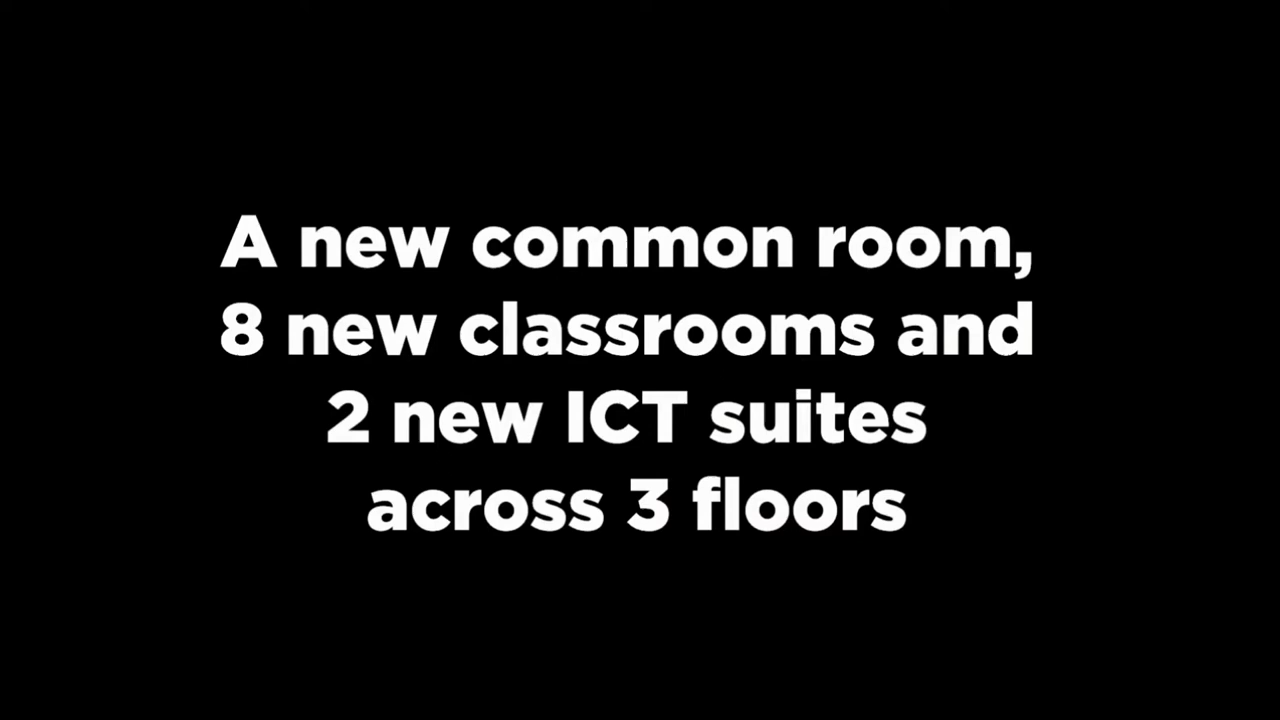 A new common room,
8 new classrooms and
2 new ICT suites
across 3 floors